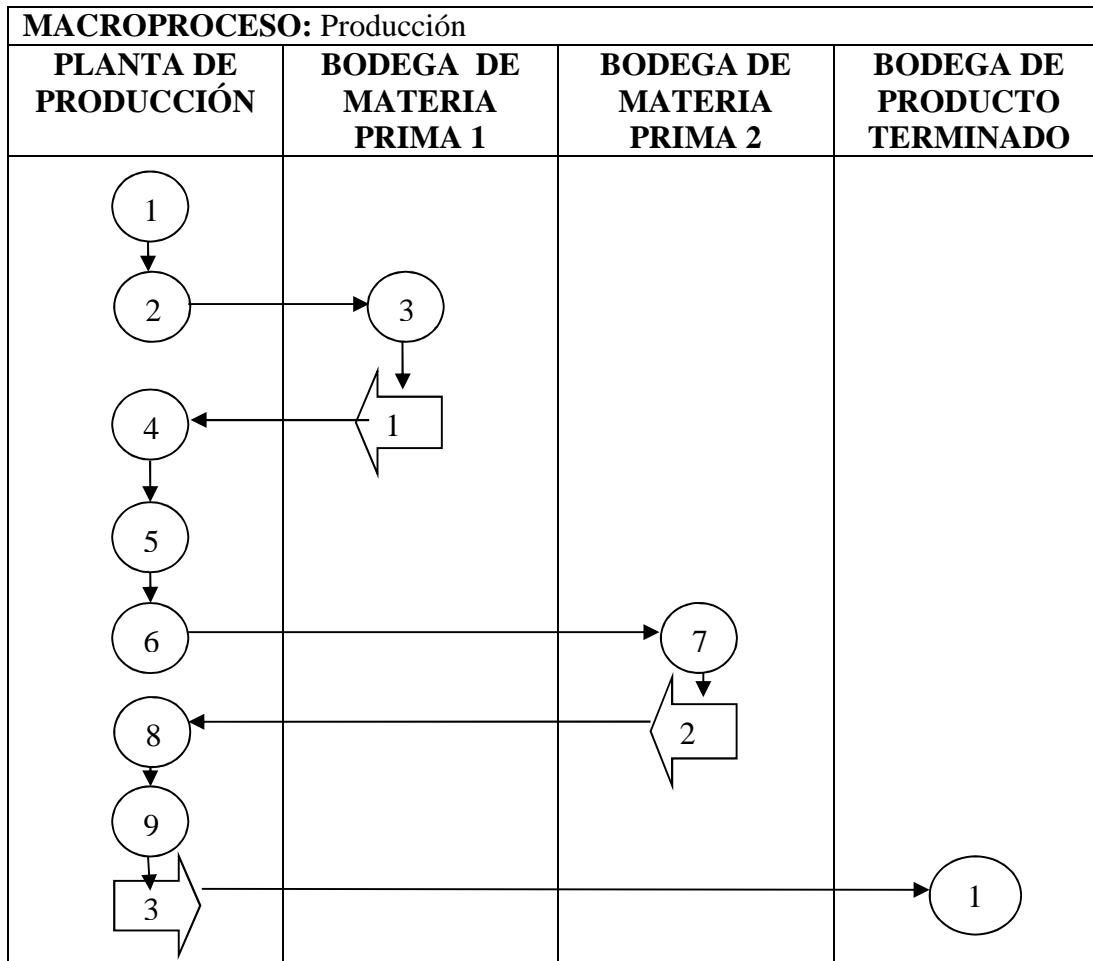 MACROPROCESO: Producción
PLANTA DE
PRODUCCIÓN
BODEGA DE
MATERIA
PRIMA 1
BODEGA DE
MATERIA
PRIMA 2
BODEGA DE
PRODUCTO
TERMINADO
1
2
3
1
4
5
6
7
2
8
9
3
1